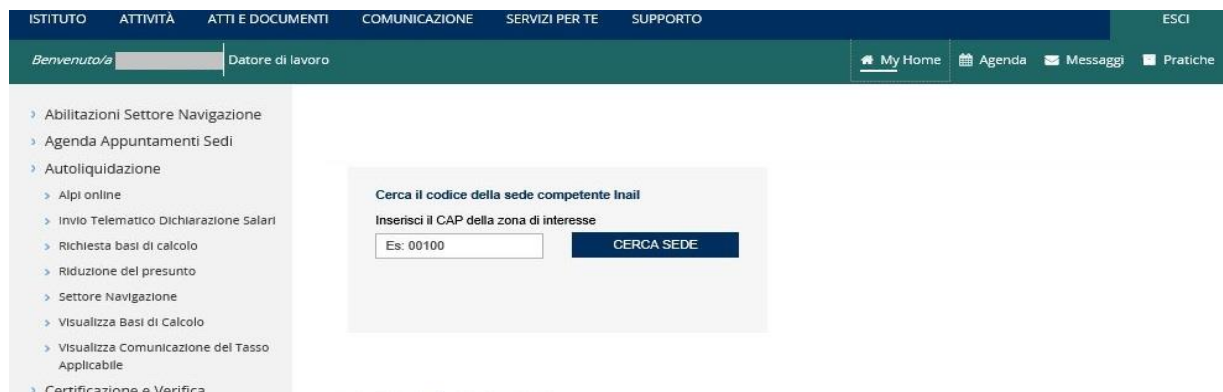 ISTITUTO ATTIVITÀ ATTI E DOCUMENTI COMUNICAZIONE SERVIZI PER TE SUPPORTO ESCI
Benvenuto/a Datore di lavoro My Home Agenda Messaggi Pratiche
Abilitazioni Settore Navigazione
Agenda Appuntamenti Sedi
Autoliquidazione
Alpi online
Invio Telematico Dichiarazione Salari
Richiesta basi di calcolo
Riduzione del presunto
Settore Navigazione
Visualizza Basi di Calcolo
Visualizza Comunicazione del Tasso
Applicabile
Certificazione e Verifica
Cerca il codice della sede competente Inail
Inserisci il CAP della zona di interesse
Es: 00100 CERCA SEDE